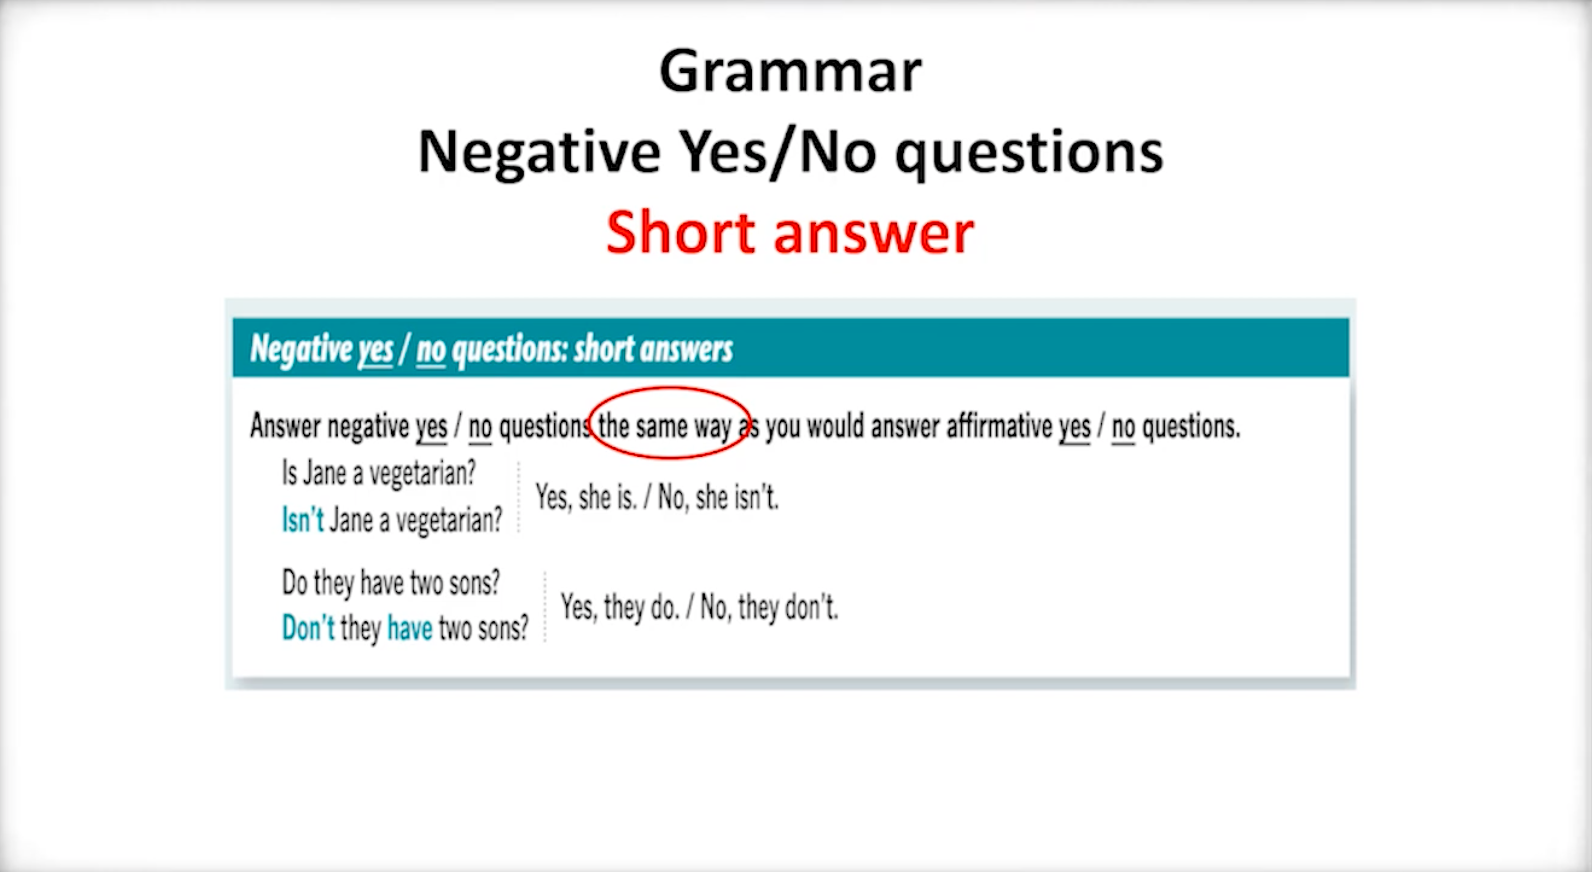 Grammar
Negative Yes/No questions
Short answer
Negative yes / no questions: short answers
Answer negative yes / no questions the same way as you would answer affirmative yes / no questions.
Is Jane a vegetarian?
Isn't Jane a vegetarian?
Yes, she is. / No, she isn't.
Do they have two sons?
Don't they have two sons?
Yes, they do. / No, they don't.